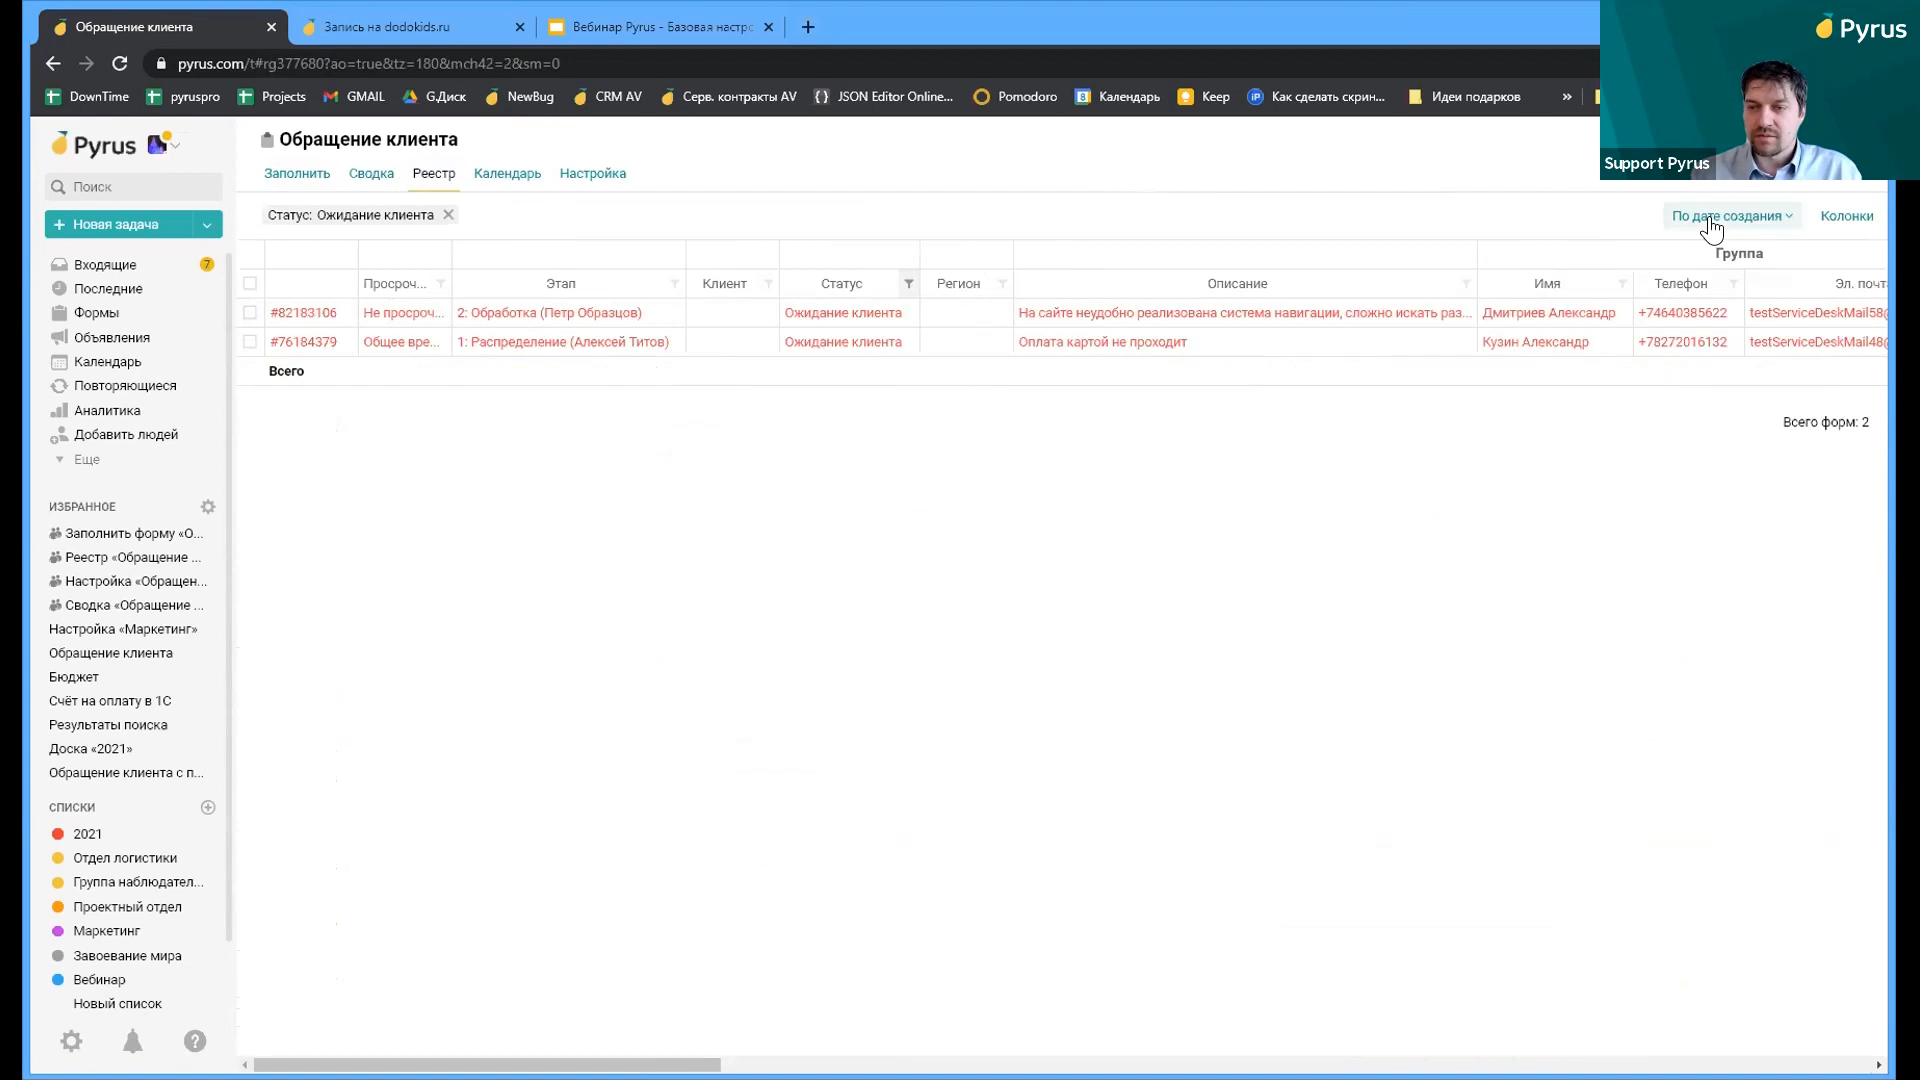 Обращение клиента
Запись на dodokids.ru
Вебинар Pyrus - Базовая настро
pyrus.com/t#rg377680?ao=true&tz=180&mch42=2&sm=0
DownTime
pyruspro
Projects
GMAIL
G.Диск
NewBug
CRM AV
Серв. контракты AV
JSON Editor Online...
Pomodoro
Календарь
Keep
Как сделать скрин...
Идеи подарков
»
Pyrus
Support Pyrus
Pyrus
Поиск
Новая задача
Входящие 7
Последние
Формы
Объявления
Календарь
Повторяющиеся
Аналитика
Добавить людей
Еще
ИЗБРАННОЕ
Заполнить форму «О...
Реестр «Обращение ...
Настройка «Обращен...
Сводка «Обращение ...
Настройка «Маркетинг»
Обращение клиента
Бюджет
Счёт на оплату в 1С
Результаты поиска
Доска «2021»
Обращение клиента с п...
СПИСКИ
2021
Отдел логистики
Группа наблюдател...
Проектный отдел
Маркетинг
Завоевание мира
Вебинар
Новый список
Обращение клиента
Заполнить Сводка Реестр Календарь Настройка
Статус: Ожидание клиента
По дате создания Колонки
Группа
Просроч... Этап Клиент Статус Регион Описание Имя Телефон Эл. почта
#82183106 Не просроч... 2: Обработка (Петр Образцов) Ожидание клиента На сайте неудобно реализована система навигации, сложно искать раз... Дмитриев Александр +74640385622 testServiceDeskMail58@
#76184379 Общее вре... 1: Распределение (Алексей Титов) Ожидание клиента Оплата картой не проходит Кузин Александр +78272016132 testServiceDeskMail48@
Всего
Всего форм: 2